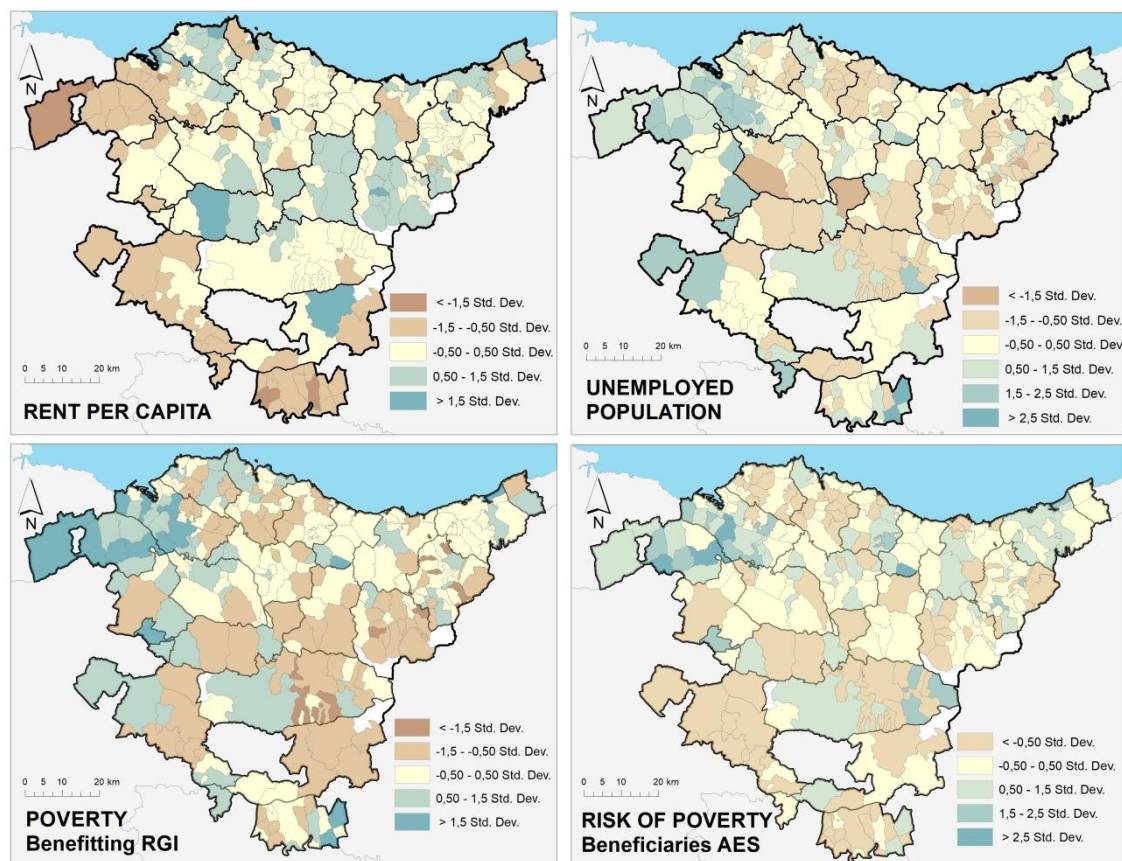 N
< -1,5 Std. Dev.
-1,5 - -0,50 Std. Dev.
-0,50 - 0,50 Std. Dev.
0,50 - 1,5 Std. Dev.
> 1,5 Std. Dev.
0 5 10 20 km
RENT PER CAPITA
N
< -1,5 Std. Dev.
-1,5 - -0,50 Std. Dev.
-0,50 - 0,50 Std. Dev.
0,50 - 1,5 Std. Dev.
1,5 - 2,5 Std. Dev.
> 2,5 Std. Dev.
0 5 10 20 km
UNEMPLOYED
POPULATION
N
< -1,5 Std. Dev.
-1,5 - -0,50 Std. Dev.
-0,50 - 0,50 Std. Dev.
0,50 - 1,5 Std. Dev.
> 1,5 Std. Dev.
0 5 10 20 km
POVERTY
Benefitting RGI
N
< -0,50 Std. Dev.
-0,50 - 0,50 Std. Dev.
0,50 - 1,5 Std. Dev.
1,5 - 2,5 Std. Dev.
> 2,5 Std. Dev.
0 5 10 20 km
RISK OF POVERTY
Beneficiaries AES